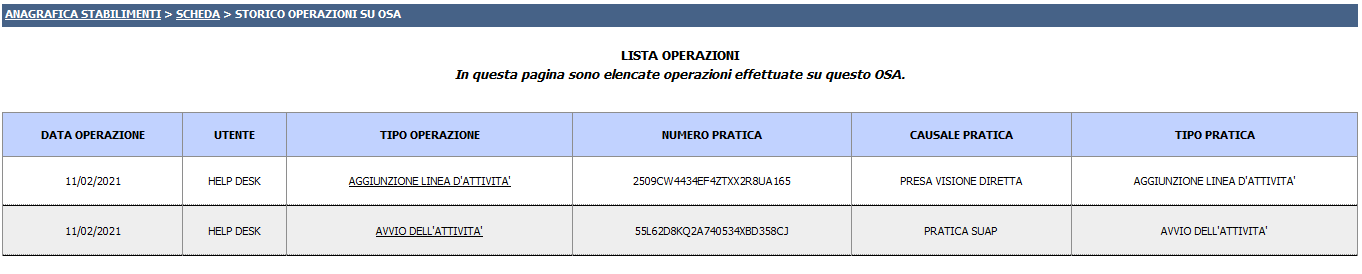 ANAGRAFICA STABILIMENTI > SCHEDA > STORICO OPERAZIONI SU OSA
LISTA OPERAZIONI
In questa pagina sono elencate operazioni effettuate su questo OSA.
DATA OPERAZIONE UTENTE TIPO OPERAZIONE NUMERO PRATICA CAUSALE PRATICA TIPO PRATICA
11/02/2021 HELP DESK AGGIUNZIONE LINEA D'ATTIVITA' 2509CW4434EF4ZTXX2R8UA165 PRESA VISIONE DIRETTA AGGIUNZIONE LINEA D'ATTIVITA'
11/02/2021 HELP DESK AVVIO DELL'ATTIVITA' 55L62D8KQ2A740534XBD358CJ PRATICA SUAP AVVIO DELL'ATTIVITA'